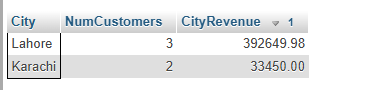 City NumCustomers CityRevenue 1
Lahore 3 392649.98
Karachi 2 33450.00